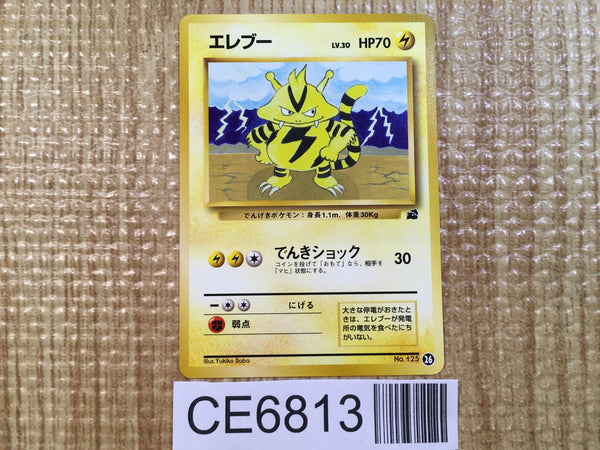 エレブー LV.30 HP70
でんげきポケモン：身長1.1m、体重30Kg
でんきショック 30
コインを投げて「おもて」なら、相手を
「マヒ」状態にする。
ー にげる
弱点
大きな停電がおきたと
きは、エレブーが発電
所の電気を食べたにち
がいない。
Illus.Yukiko Baba No. 125 26
CE6813